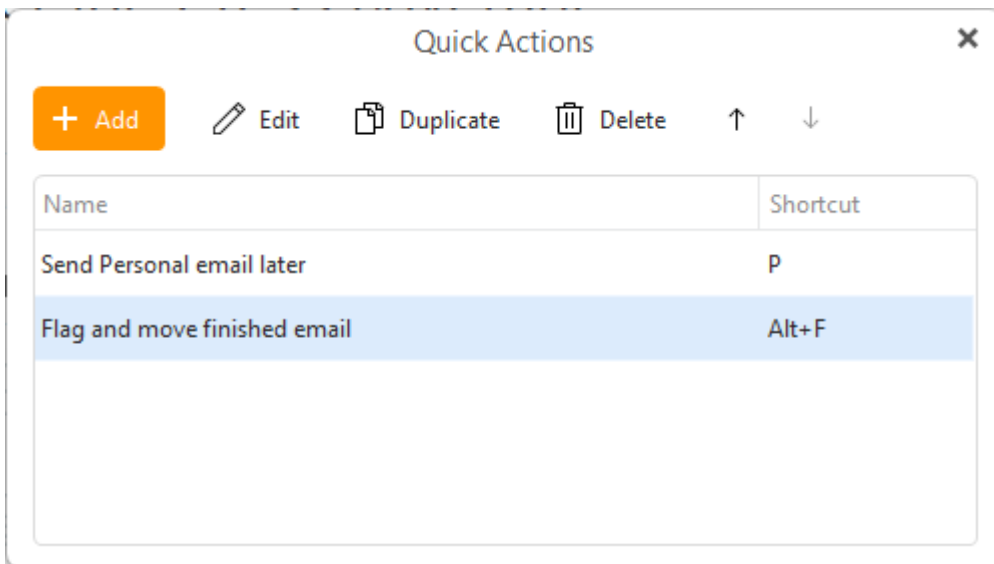 Quick Actions
Add Edit Duplicate Delete
Name Shortcut
Send Personal email later P
Flag and move finished email Alt+F